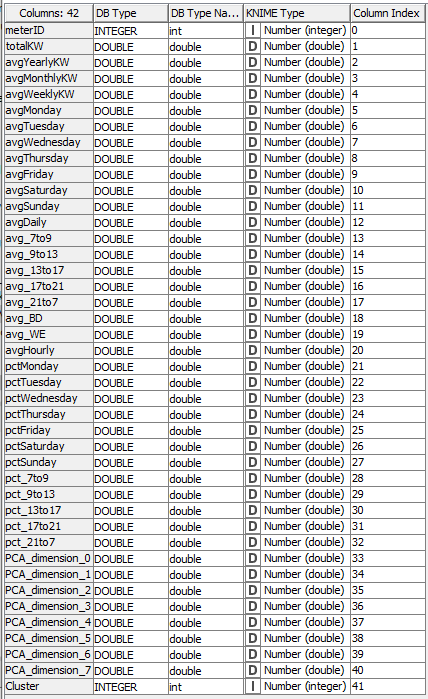 Columns: 42 DB Type DB Type Na... KNIME Type Column Index
meterID INTEGER int I Number (integer) 0
totalKW DOUBLE double D Number (double) 1
avgYearlyKW DOUBLE double D Number (double) 2
avgMonthlyKW DOUBLE double D Number (double) 3
avgWeeklyKW DOUBLE double D Number (double) 4
avgMonday DOUBLE double D Number (double) 5
avgTuesday DOUBLE double D Number (double) 6
avgWednesday DOUBLE double D Number (double) 7
avgThursday DOUBLE double D Number (double) 8
avgFriday DOUBLE double D Number (double) 9
avgSaturday DOUBLE double D Number (double) 10
avgSunday DOUBLE double D Number (double) 11
avgDaily DOUBLE double D Number (double) 12
avg_7to9 DOUBLE double D Number (double) 13
avg_9to13 DOUBLE double D Number (double) 14
avg_13to17 DOUBLE double D Number (double) 15
avg_17to21 DOUBLE double D Number (double) 16
avg_21to7 DOUBLE double D Number (double) 17
avg_BD DOUBLE double D Number (double) 18
avg_WE DOUBLE double D Number (double) 19
avgHourly DOUBLE double D Number (double) 20
pctMonday DOUBLE double D Number (double) 21
pctTuesday DOUBLE double D Number (double) 22
pctWednesday DOUBLE double D Number (double) 23
pctThursday DOUBLE double D Number (double) 24
pctFriday DOUBLE double D Number (double) 25
pctSaturday DOUBLE double D Number (double) 26
pctSunday DOUBLE double D Number (double) 27
pct_7to9 DOUBLE double D Number (double) 28
pct_9to13 DOUBLE double D Number (double) 29
pct_13to17 DOUBLE double D Number (double) 30
pct_17to21 DOUBLE double D Number (double) 31
pct_21to7 DOUBLE double D Number (double) 32
PCA_dimension_0 DOUBLE double D Number (double) 33
PCA_dimension_1 DOUBLE double D Number (double) 34
PCA_dimension_2 DOUBLE double D Number (double) 35
PCA_dimension_3 DOUBLE double D Number (double) 36
PCA_dimension_4 DOUBLE double D Number (double) 37
PCA_dimension_5 DOUBLE double D Number (double) 38
PCA_dimension_6 DOUBLE double D Number (double) 39
PCA_dimension_7 DOUBLE double D Number (double) 40
Cluster INTEGER int I Number (integer) 41